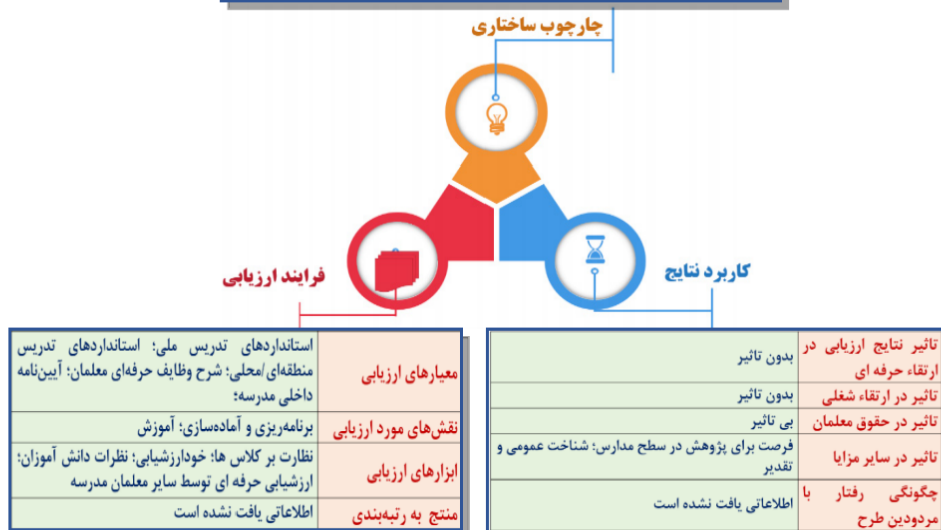 چارچوب ساختاری
فرایند ارزیابی
کاربرد نتایج
تاثیر نتایج ارزیابی در
ارتقاء حرفه ای
بدون تاثیر
تاثیر در ارتقاء شغلی
بدون تاثیر
تاثیر در حقوق معلمان
بی تاثیر
تاثیر در سایر مزایا
فرصت برای پژوهش در سطح مدارس؛ شناخت عمومی و
تقدیر
چگونگی رفتار با
مردودین طرح
اطلاعاتی یافت نشده است
معیارهای ارزیابی
استانداردهای تدریس ملی؛ استانداردهای تدریس
منطقه‌ای/محلی؛ شرح وظایف حرفه‌ای معلمان؛ آیین‌نامه
داخلی مدرسه؛
نقش‌های مورد ارزیابی
برنامه‌ریزی و آماده‌سازی؛ آموزش
ابزارهای ارزیابی
نظارت بر کلاس ها؛ خودارزشیابی؛ نظرات دانش آموزان؛
ارزشیابی حرفه ای توسط سایر معلمان مدرسه
منتج به رتبه‌بندی
اطلاعاتی یافت نشده است